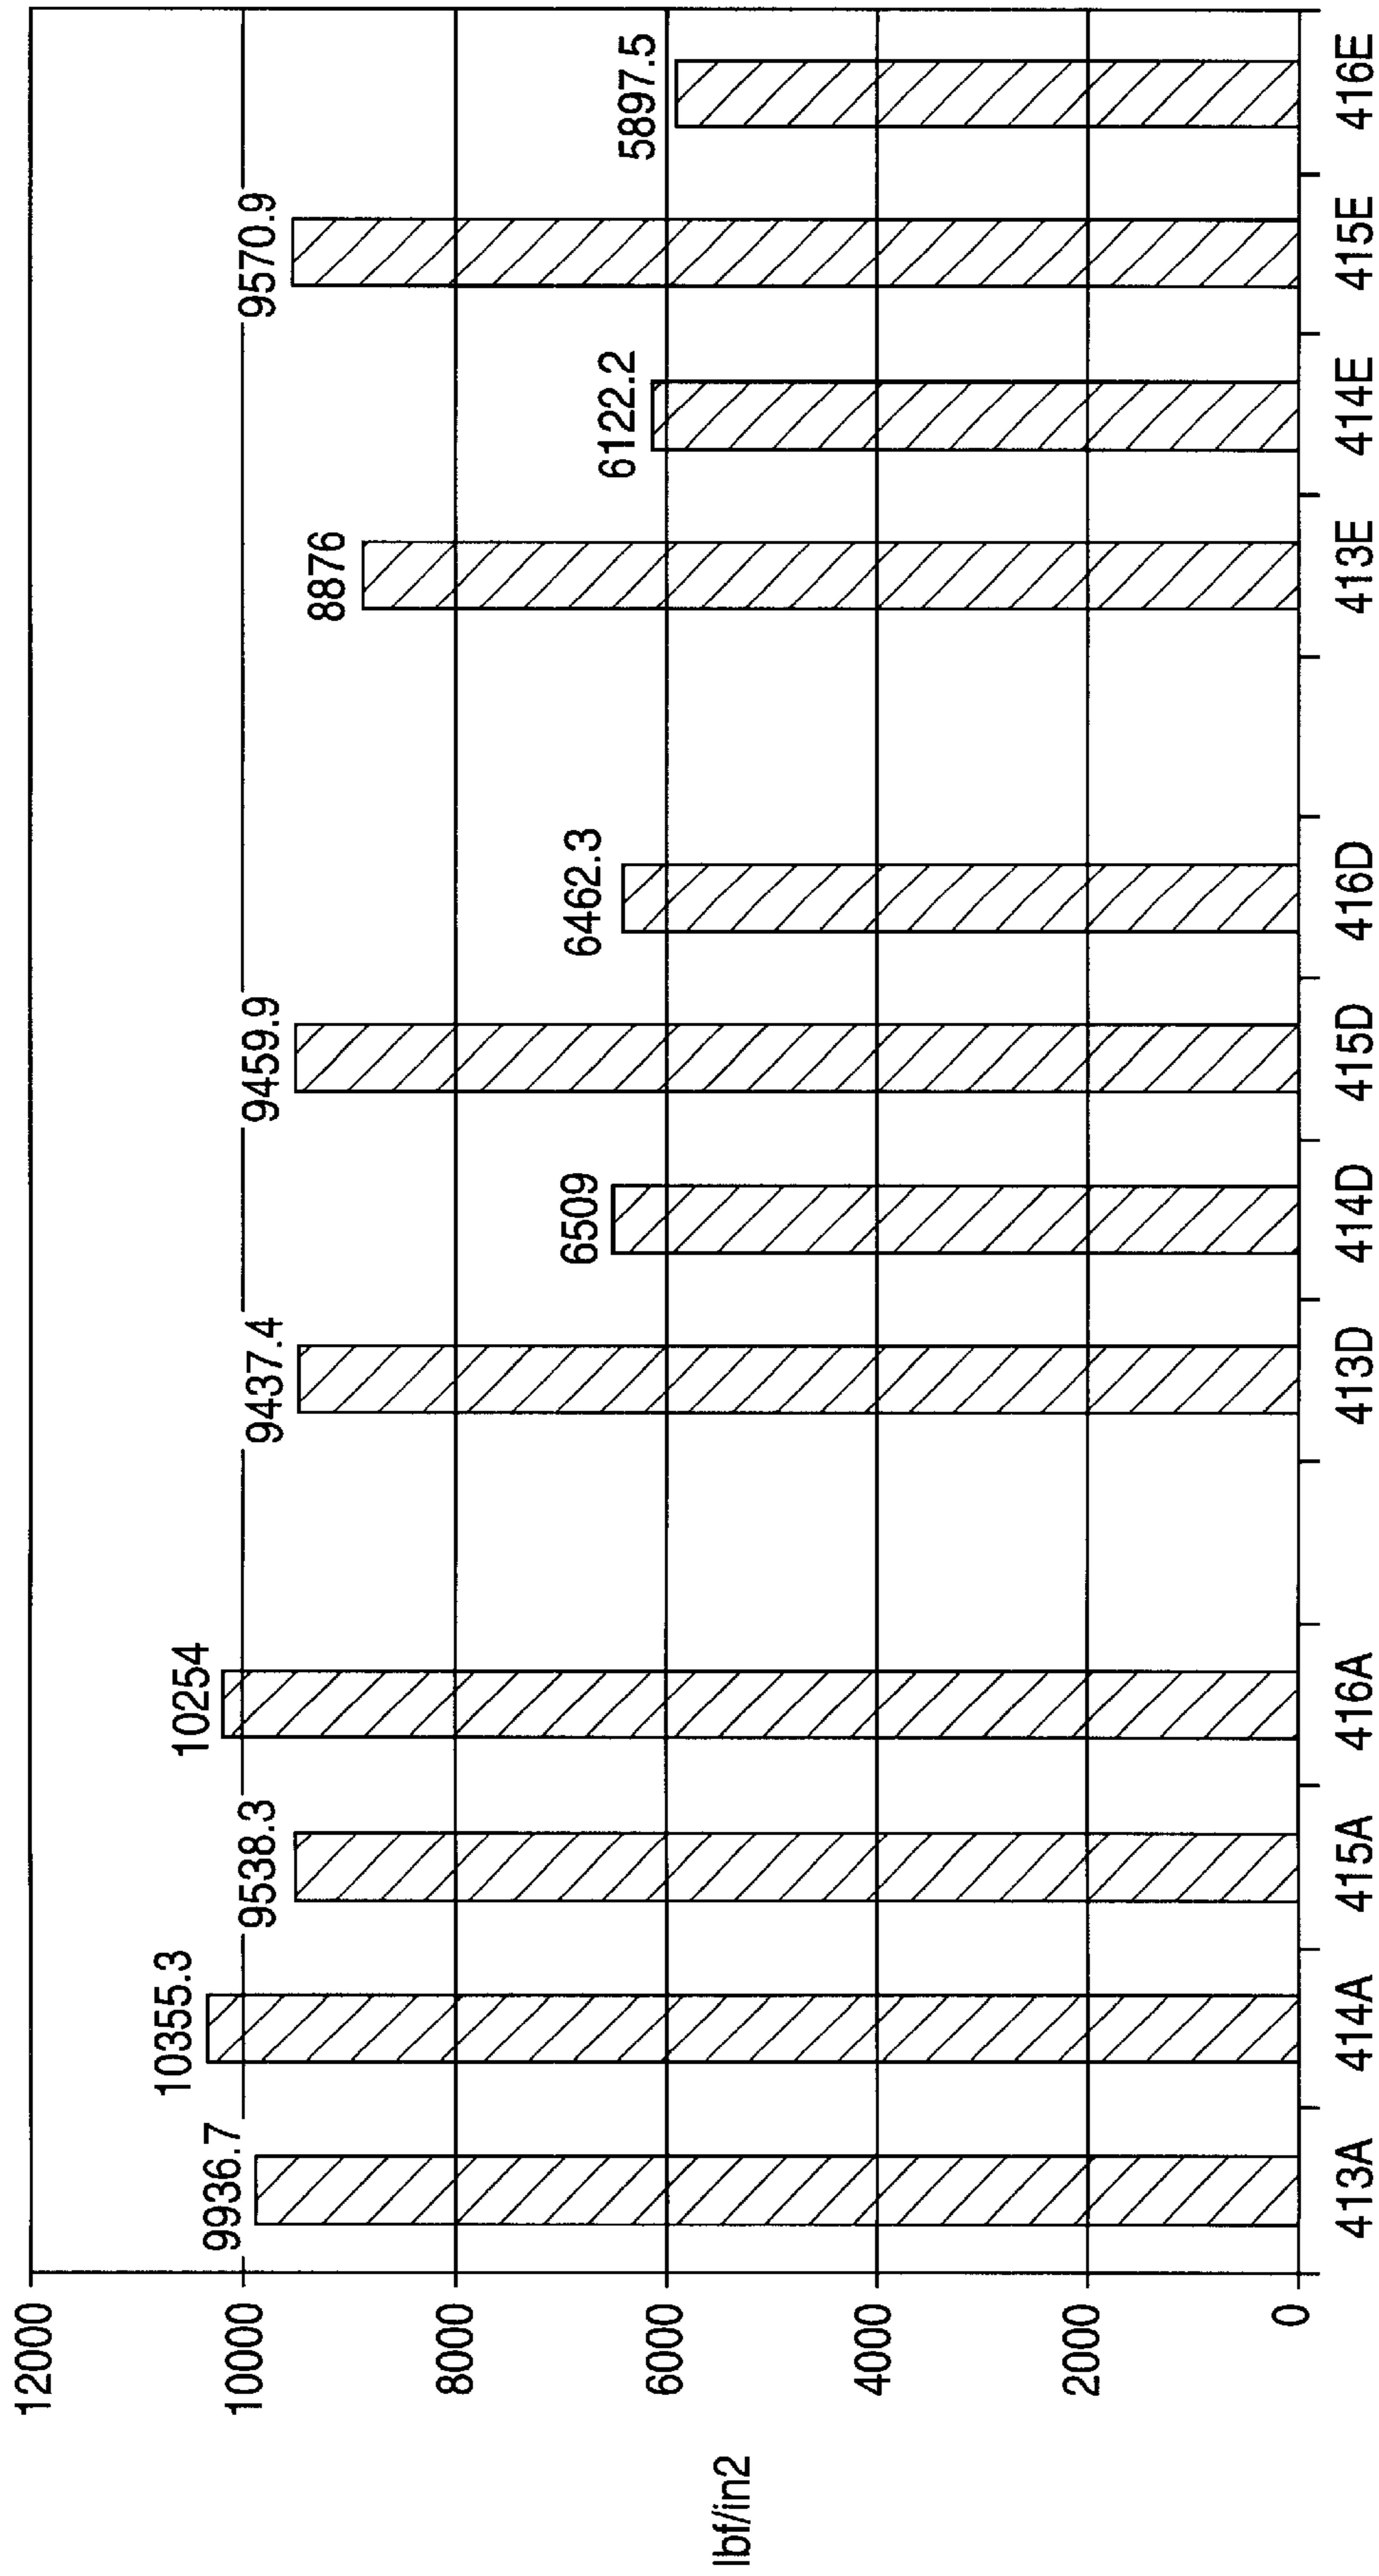 lbf/in2
12000
10000
8000
6000
4000
2000
0
9936.7
10355.3
9538.3
10254
9437.4
6509
9459.9
6462.3
8876
6122.2
9570.9
5897.5
413A
414A
415A
416A
413D
414D
415D
416D
413E
414E
415E
416E